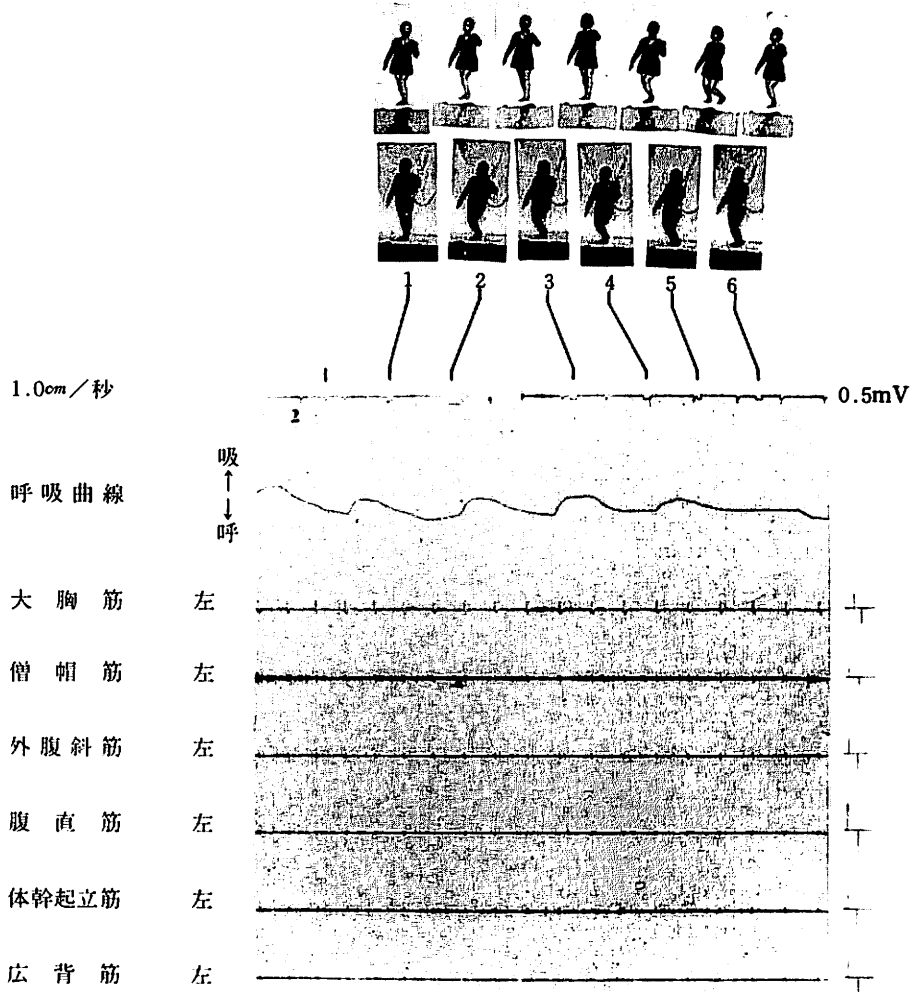 1 2 3 4 5 6
1.0cm/秒 0.5mV
2
吸
呼吸曲線
呼
大胸筋 左
僧帽筋 左
外腹斜筋 左
腹直筋 左
体幹起立筋 左
広背筋 左